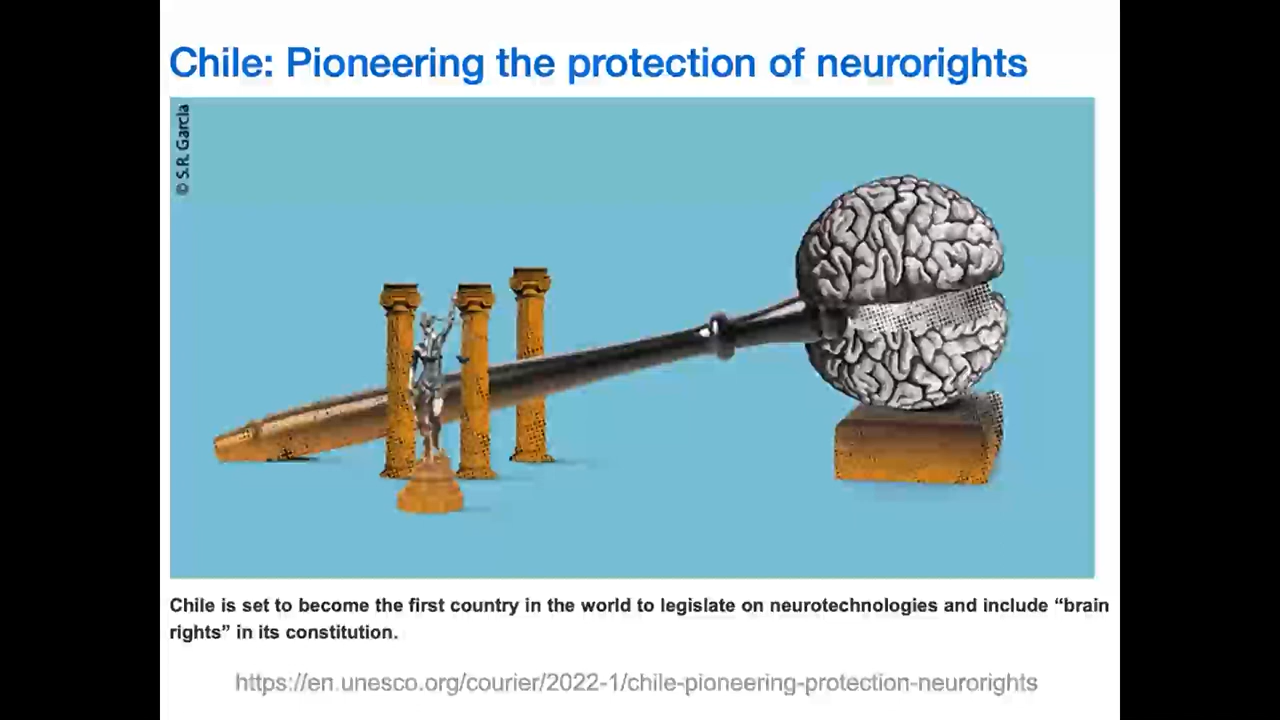 Chile: Pioneering the protection of neurorights
© S.R. Garcia
Chile is set to become the first country in the world to legislate on neurotechnologies and include “brain
rights” in its constitution.
https://en.unesco.org/courier/2022-1/chile-pioneering-protection-neurorights